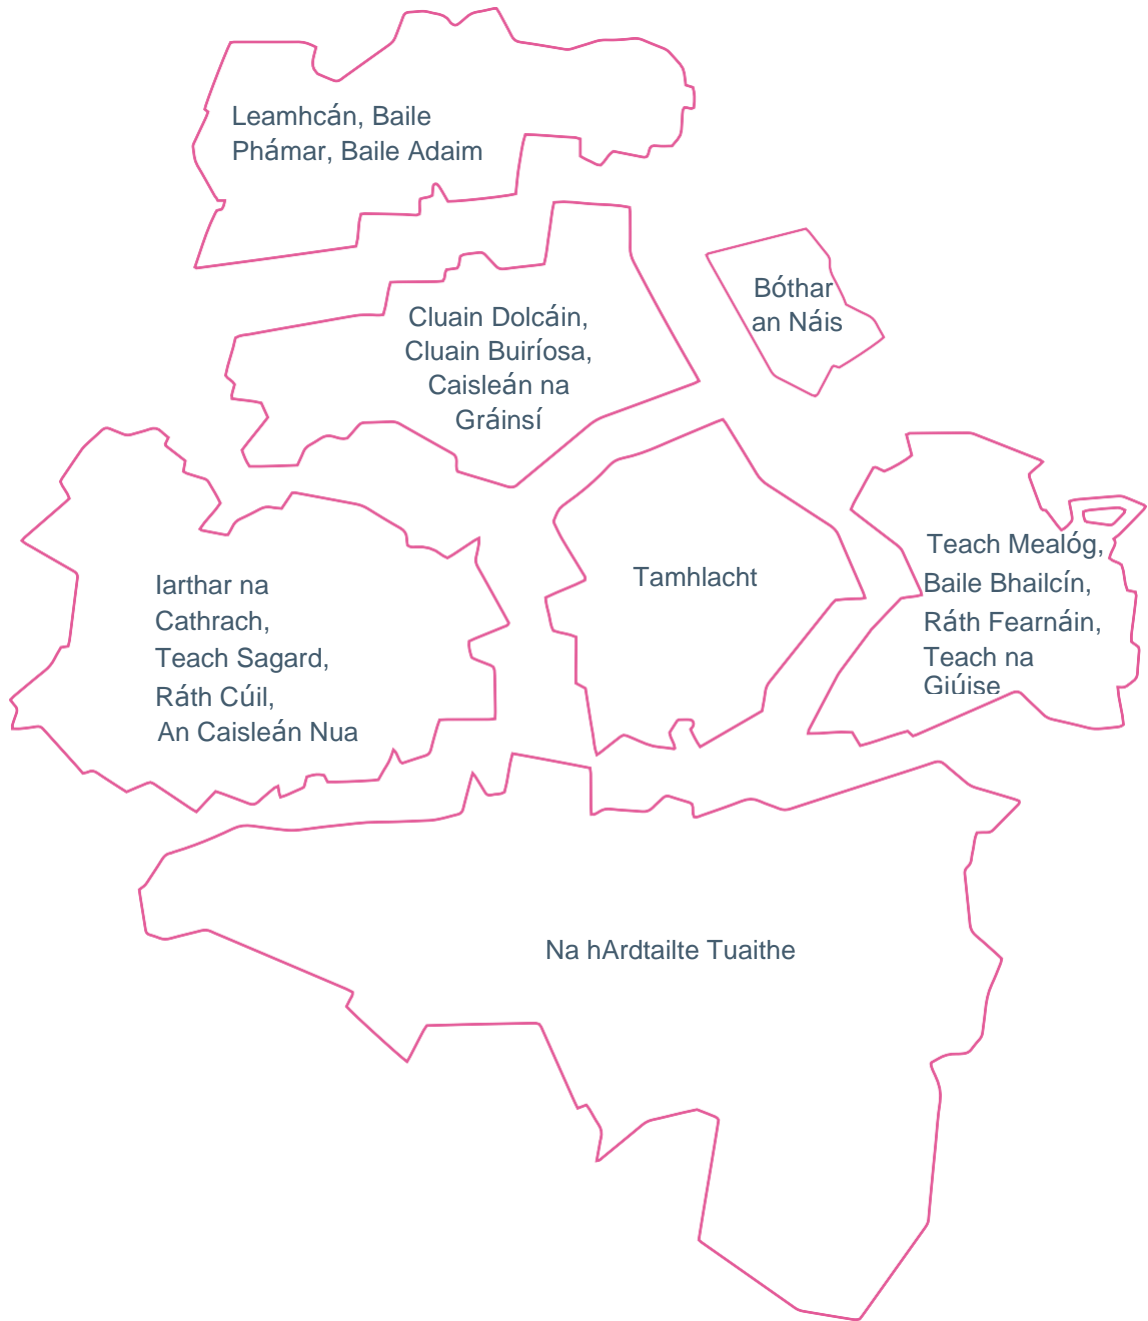 Leamhcán, Baile
Phámar, Baile Adaim
Bóthar
an Náis
Cluain Dolcáin,
Cluain Buiríosa,
Caisleán na
Gráinsí
Iarthar na
Cathrach,
Teach Sagard,
Ráth Cúil,
An Caisleán Nua
Tamhlacht
Teach Mealóg,
Baile Bhailcín,
Ráth Fearnáin,
Teach na
Giúise
Na hArdtailte Tuaithe